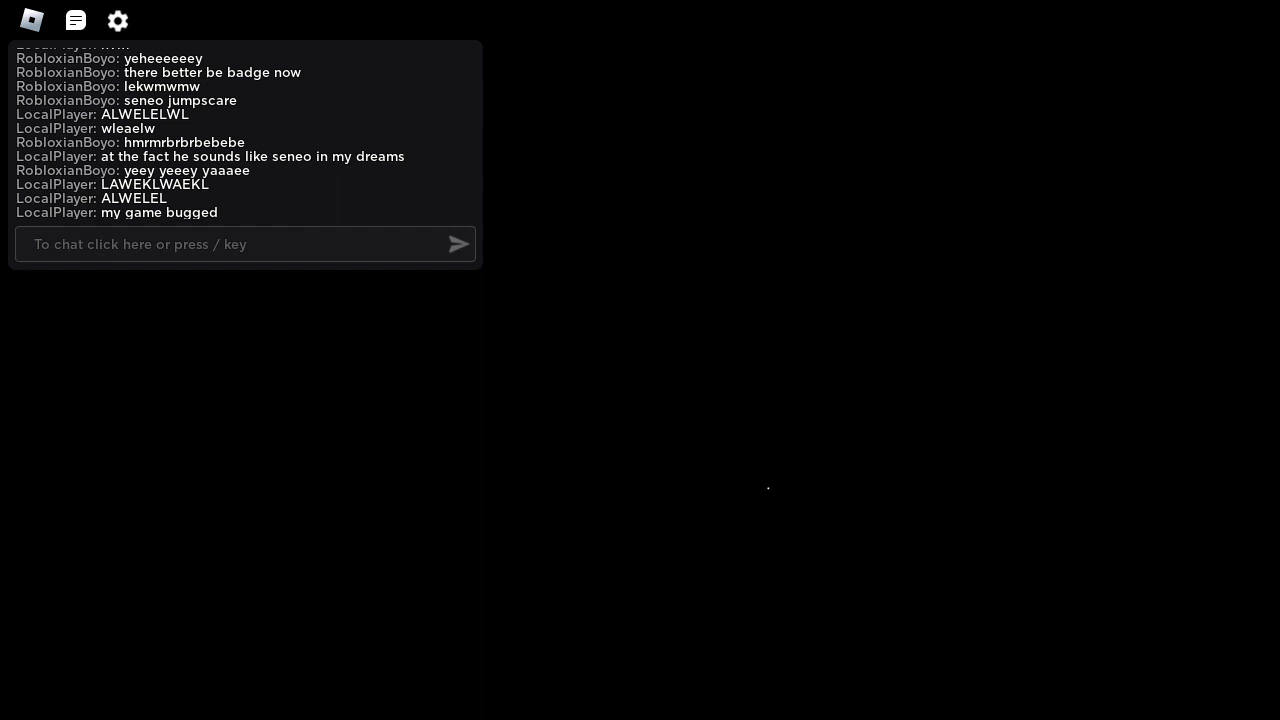 RobloxianBoyo: yeheeeeeey
RobloxianBoyo: there better be badge now
RobloxianBoyo: lekwmwmw
RobloxianBoyo: seneo jumpscare
LocalPlayer: ALWELELWL
LocalPlayer: wleaelw
RobloxianBoyo: hmrmrbrbrbebebe
LocalPlayer: at the fact he sounds like seneo in my dreams
RobloxianBoyo: yeey yeeey yaaaee
LocalPlayer: LAWEKLWAEKL
LocalPlayer: ALWELEL
LocalPlayer: my game bugged
To chat click here or press / key